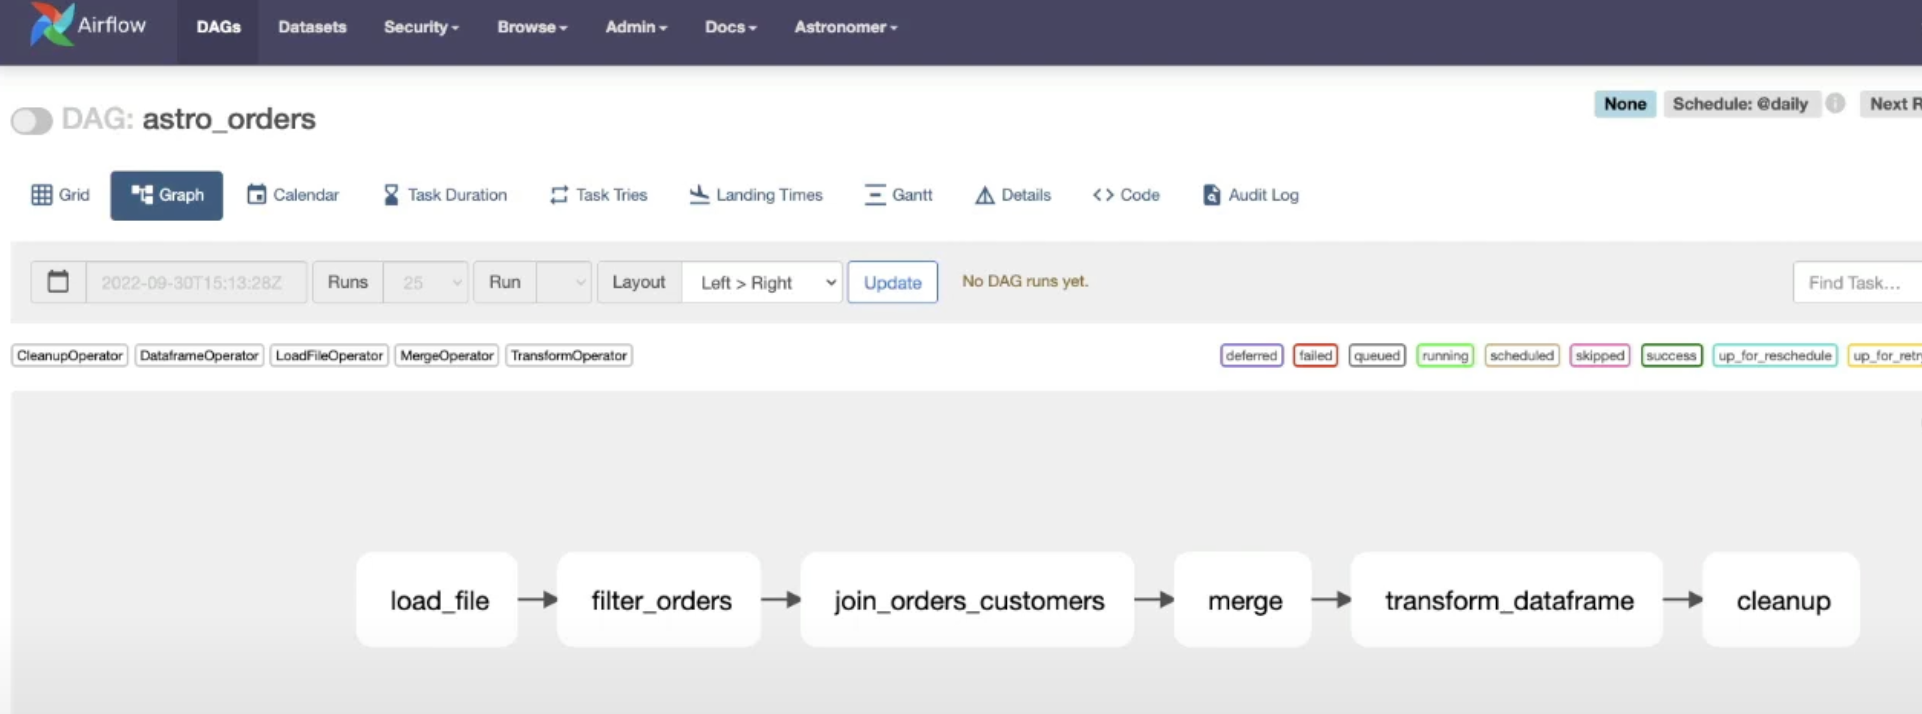 Airflow DAGs Datasets Security Browse Admin Docs Astronomer
DAG: astro_orders
None Schedule: @daily Next R
Grid Graph Calendar Task Duration Task Tries Landing Times Gantt Details Code Audit Log
2022-09-30T15:13:28Z Runs 25 Run Layout Left > Right Update No DAG runs yet. Find Task...
CleanupOperator DataframeOperator LoadFileOperator MergeOperator TransformOperator deferred failed queued running scheduled skipped success up_for_reschedule up_for_retry
load_file filter_orders join_orders_customers merge transform_dataframe cleanup